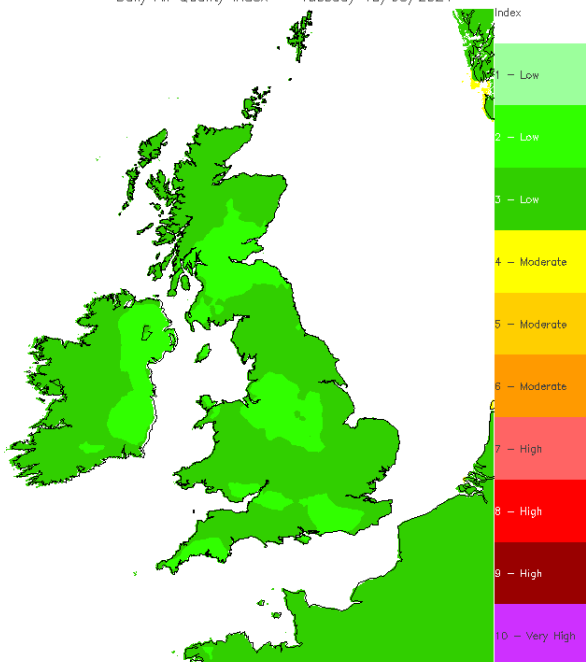 Index
1 - Low
2 - Low
3 - Low
4 - Moderate
5 - Moderate
6 - Moderate
7 - High
8 - High
9 - High
10 - Very High